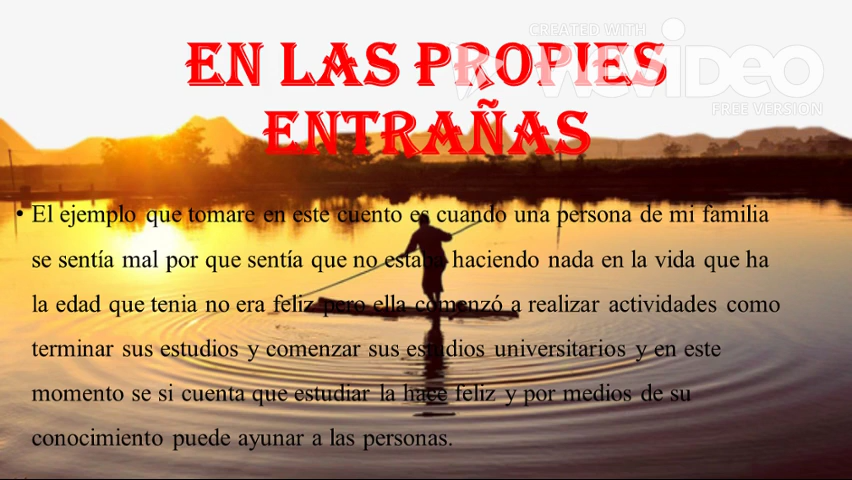 CREATED WITH
WeVideo
FREE VERSION
EN LAS PROPIES
ENTRAÑAS
• El ejemplo que tomare en este cuento es cuando una persona de mi familia
se sentía mal por que sentía que no estaba haciendo nada en la vida que ha
la edad que tenia no era feliz pero ella comenzó a realizar actividades como
terminar sus estudios y comenzar sus estudios universitarios y en este
momento se si cuenta que estudiar la hace feliz y por medios de su
conocimiento puede ayunar a las personas.